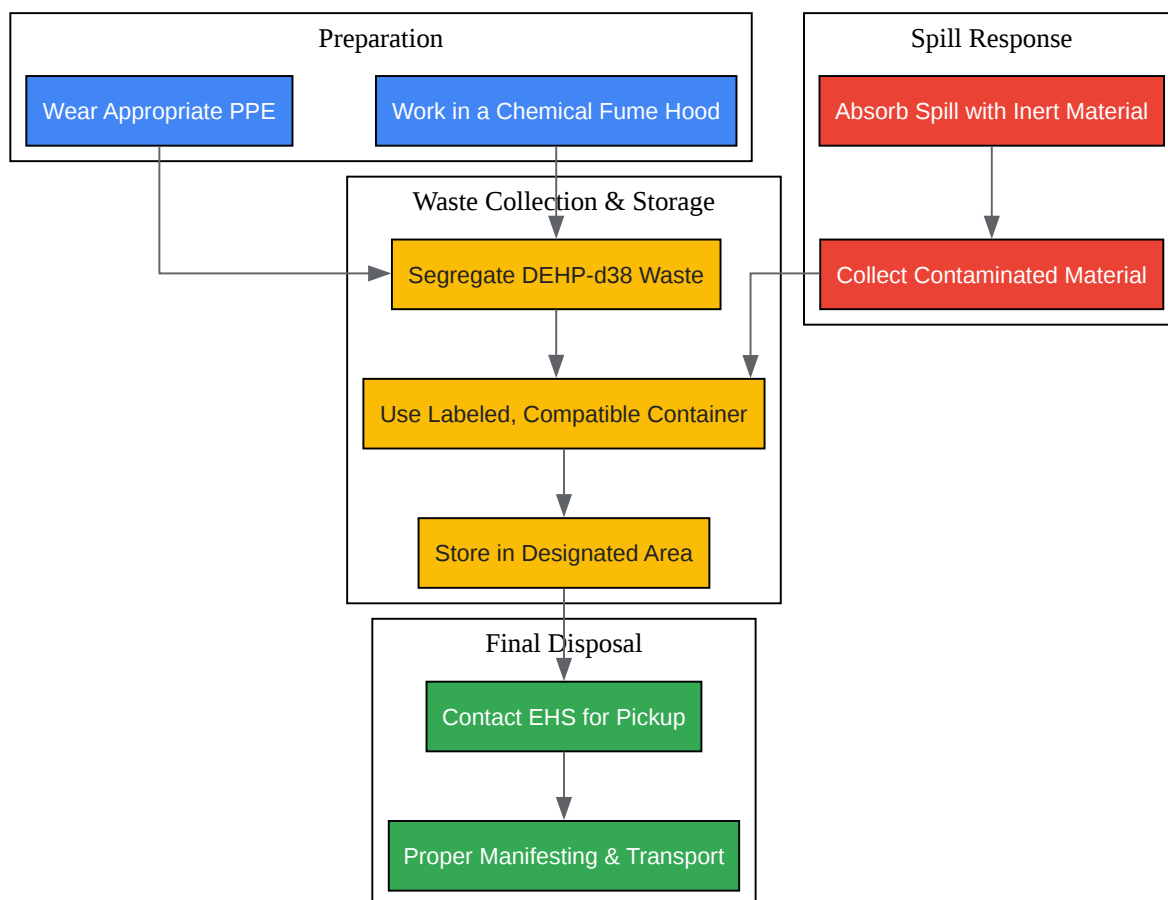 Preparation
Wear Appropriate PPE
Work in a Chemical Fume Hood
Spill Response
Absorb Spill with Inert Material
Collect Contaminated Material
Waste Collection & Storage
Segregate DEHP-d38 Waste
Use Labeled, Compatible Container
Store in Designated Area
Final Disposal
Contact EHS for Pickup
Proper Manifesting & Transport